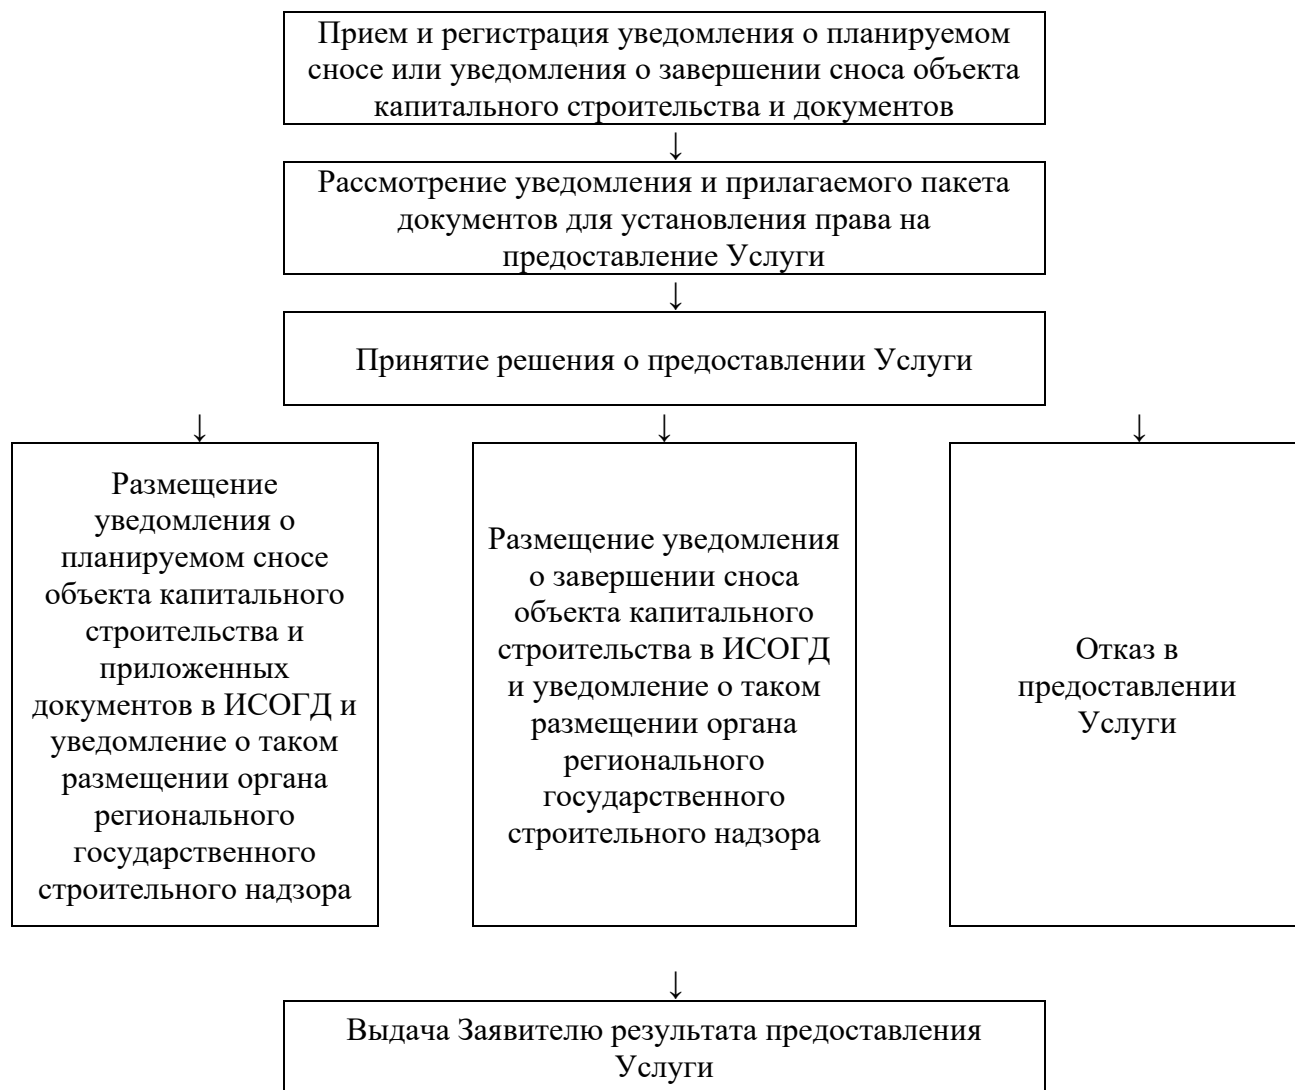 Прием и регистрация уведомления о планируемом
сносе или уведомления о завершении сноса объекта
капитального строительства и документов
↓
Рассмотрение уведомления и прилагаемого пакета
документов для установления права на
предоставление Услуги
↓
Принятие решения о предоставлении Услуги
↓
↓
↓
Размещение
уведомления о
планируемом сносе
объекта капитального
строительства и
приложенных
документов в ИСОГД и
уведомление о таком
размещении органа
регионального
государственного
строительного надзора
Размещение уведомления
о завершении сноса
объекта капитального
строительства в ИСОГД
и уведомление о таком
размещении органа
регионального
государственного
строительного надзора
Отказ в
предоставлении
Услуги
↓
Выдача Заявителю результата предоставления
Услуги